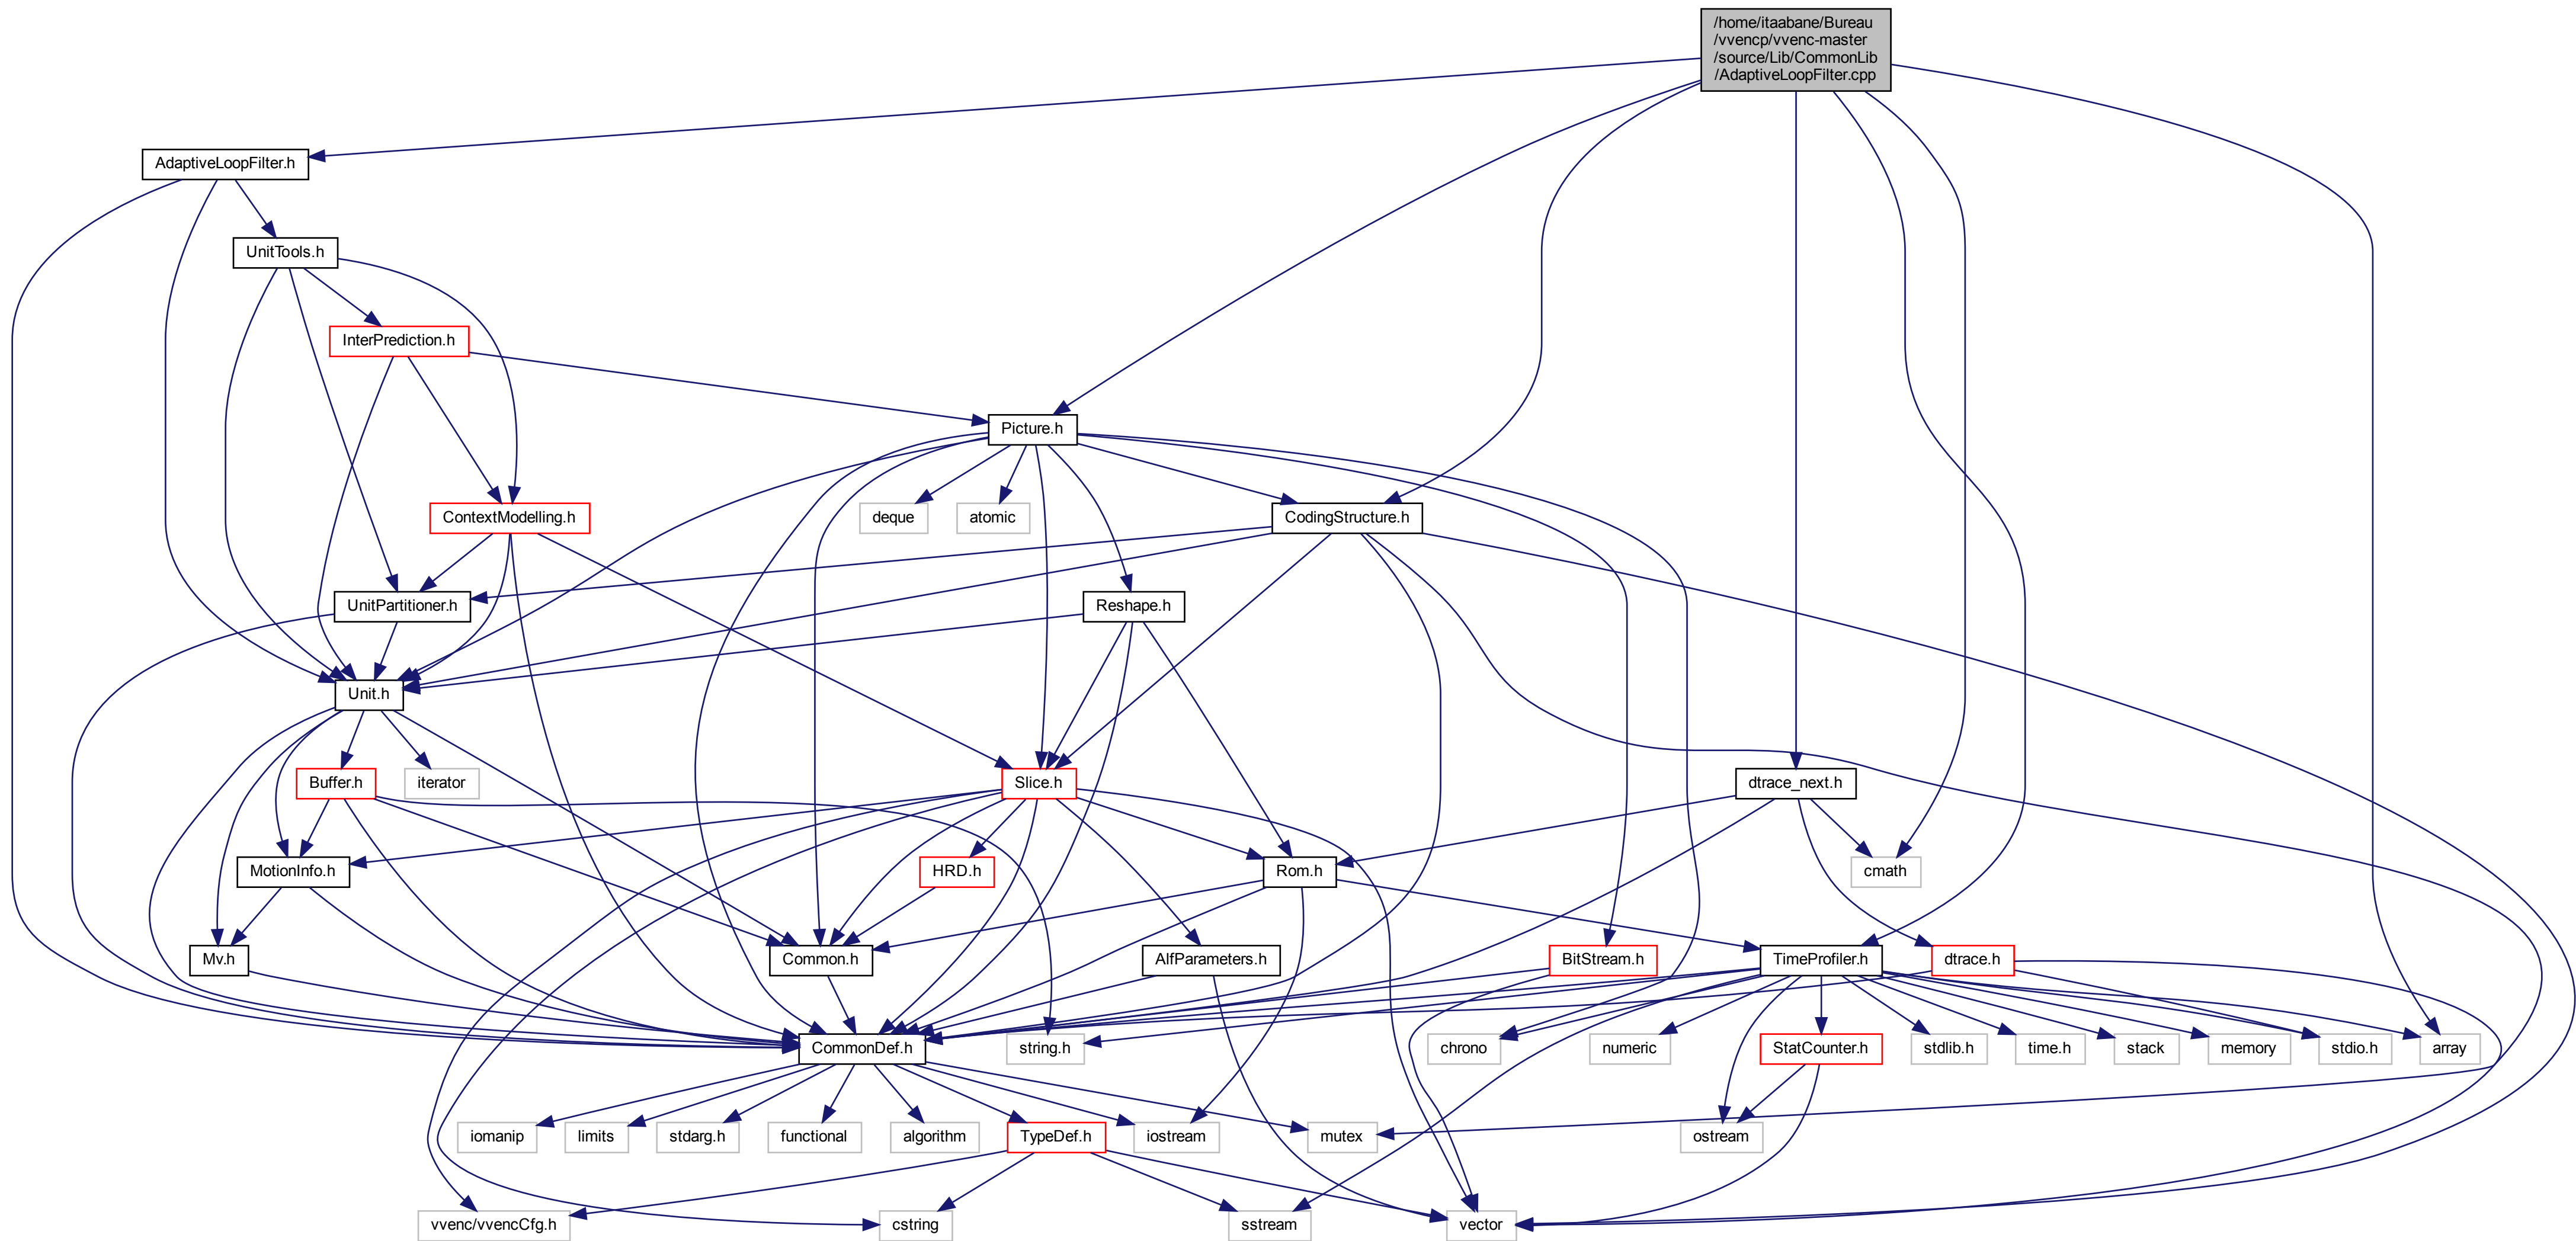 /home/itaabane/Bureau
/vvencp/vvenc-master
/source/Lib/CommonLib
/AdaptiveLoopFilter.cpp
AdaptiveLoopFilter.h
UnitTools.h
InterPrediction.h
Picture.h
ContextModelling.h
deque
atomic
CodingStructure.h
UnitPartitioner.h
Reshape.h
Unit.h
Buffer.h
iterator
Slice.h
dtrace_next.h
MotionInfo.h
HRD.h
Rom.h
cmath
Mv.h
Common.h
AlfParameters.h
BitStream.h
TimeProfiler.h
dtrace.h
CommonDef.h
string.h
chrono
numeric
StatCounter.h
stdlib.h
time.h
stack
memory
stdio.h
array
iomanip
limits
stdarg.h
functional
algorithm
TypeDef.h
iostream
mutex
ostream
vvenc/vvencCfg.h
cstring
sstream
vector